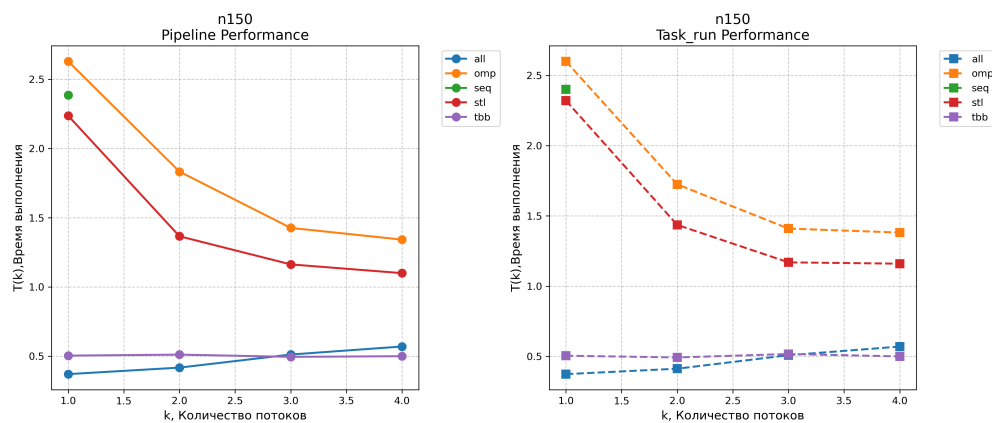 n150
Pipeline Performance
T(k),Время выполнения
2.5
2.0
1.5
1.0
0.5
1.0 1.5 2.0 2.5 3.0 3.5 4.0
k, Количество потоков
all
omp
seq
stl
tbb
n150
Task_run Performance
T(k),Время выполнения
2.5
2.0
1.5
1.0
0.5
1.0 1.5 2.0 2.5 3.0 3.5 4.0
k, Количество потоков
all
omp
seq
stl
tbb